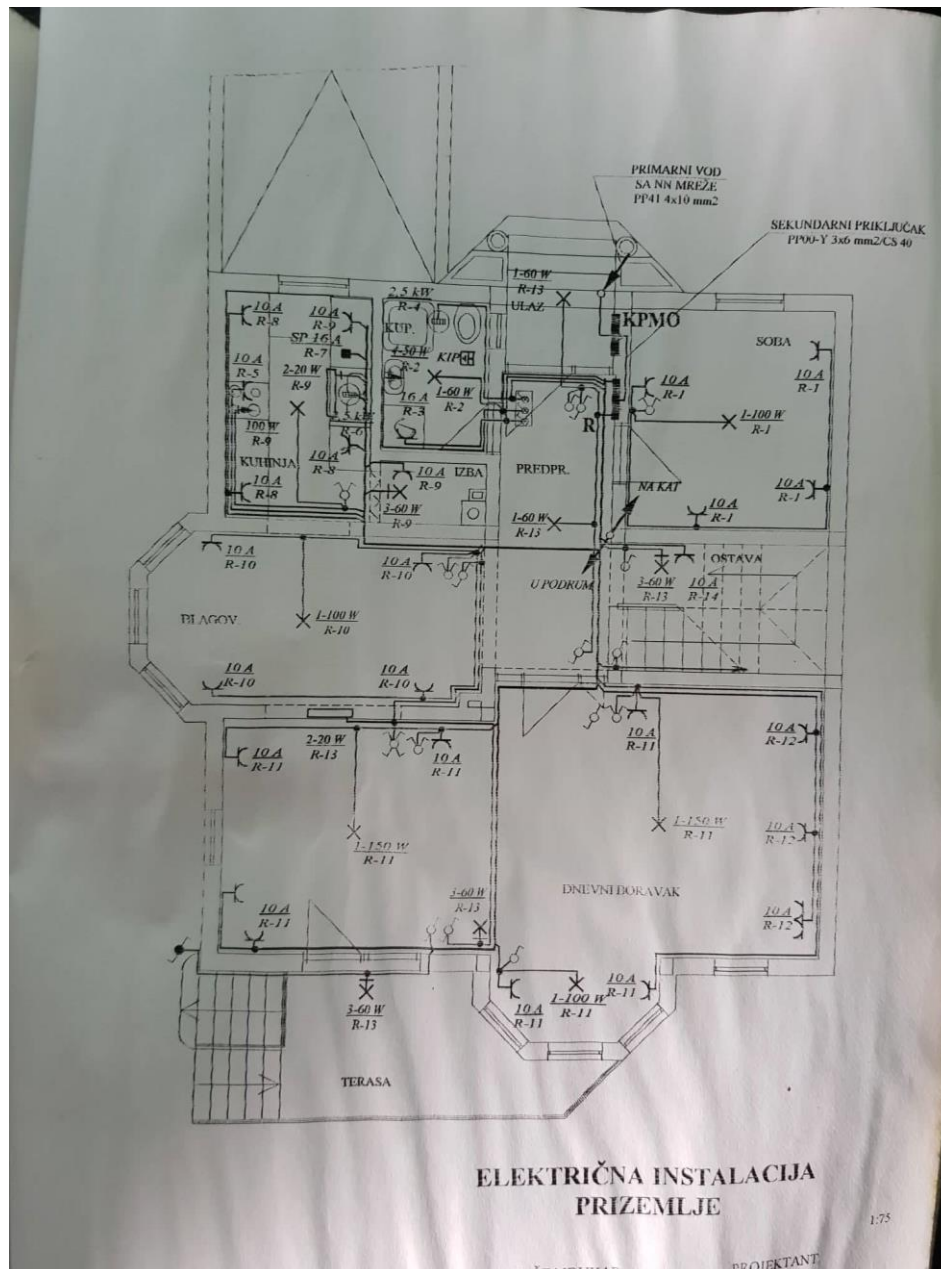 PRIMARNI VOD
SA NN MREŽE
PP41 4x10 mm2
SEKUNDARNI PRIKLJUČAK
PP00-Y 3x6 mm2/CS 40
1-60 W
R-13
ULAZ
KPMO
SOBA
2,5 kW
R-4
KUP.
10 A
R-8
10 A
R-9
SP 16 A
R-7
KIP
10 A
R-1
10 A
R-1
10 A
R-5
2-20 W
R-9
R-2
1-60 W
R-2
16 A
R-3
1-100 W
R-1
R
100 W
R-9
R-6
KUHINJA
10 A
R-8
10 A
R-8
10 A
R-9
IZBA
PREDPR.
NA KAT
10 A
R-1
10 A
R-1
3-60 W
R-9
1-60 W
R-13
10 A
R-10
10 A
R-10
U PODRUM
OSTAVA
3-60 W
R-13
10 A
R-14
BLAGOV.
1-100 W
R-10
10 A
R-10
10 A
R-10
10 A
R-11
2-20 W
R-13
10 A
R-11
10 A
R-11
10 A
R-12
1-150 W
R-11
1-150 W
R-11
10 A
R-12
DNEVNI BORAVAK
10 A
R-11
3-60 W
R-13
10 A
R-12
3-60 W
R-13
10 A
R-11
1-100 W
R-11
10 A
R-11
TERASA
ELEKTRIČNA INSTALACIJA
PRIZEMLJE
1:75
PROJEKTANT